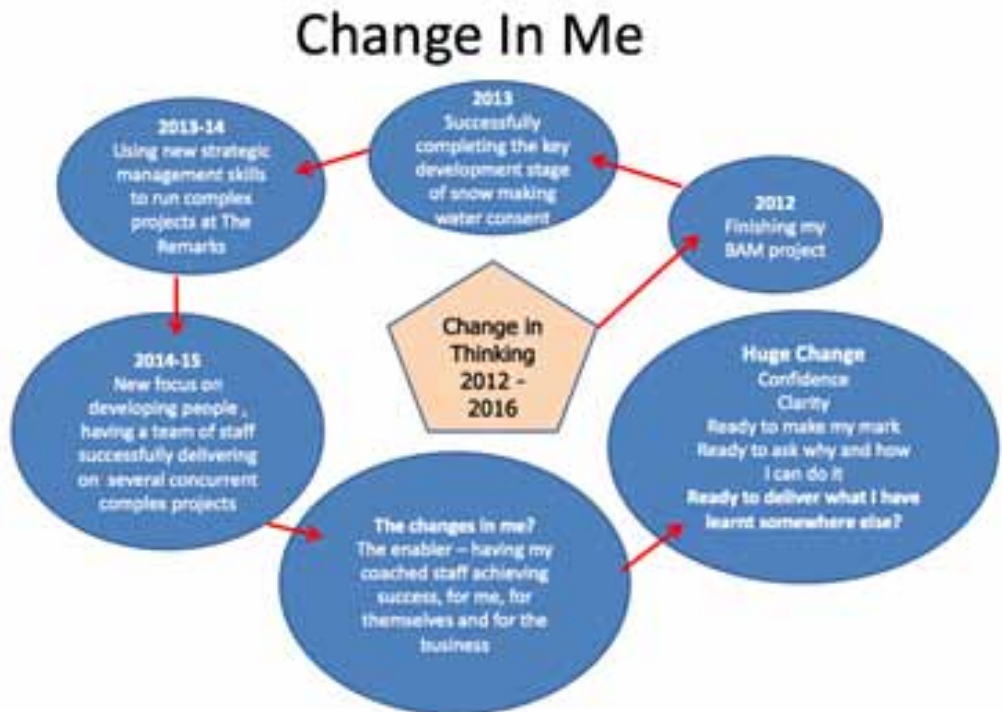 Change In Me
Change in
Thinking
2012 -
2016
2012
Finishing my
BAM project
2013
Successfully
completing the key
development stage
of snow making
water consent
2013-14
Using new strategic
management skills
to run complex
projects at The
Remarks
2014-15
New focus on
developing people ,
having a team of staff
successfully delivering
on several concurrent
complex projects
The changes in me?
The enabler – having my
coached staff achieving
success, for me, for
themselves and for the
business
Huge Change
Confidence
Clarity
Ready to make my mark
Ready to ask why and how
I can do it
Ready to deliver what I have
learnt somewhere else?